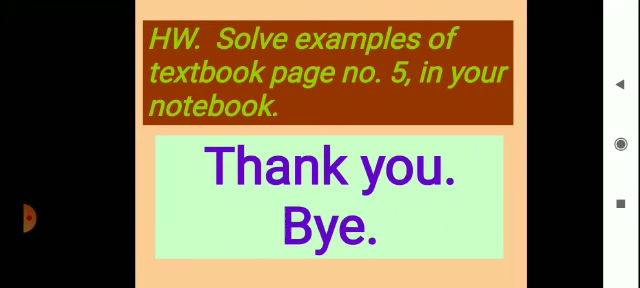 HW.  Solve examples of
textbook page no. 5, in your
notebook.
Thank you.
Bye.